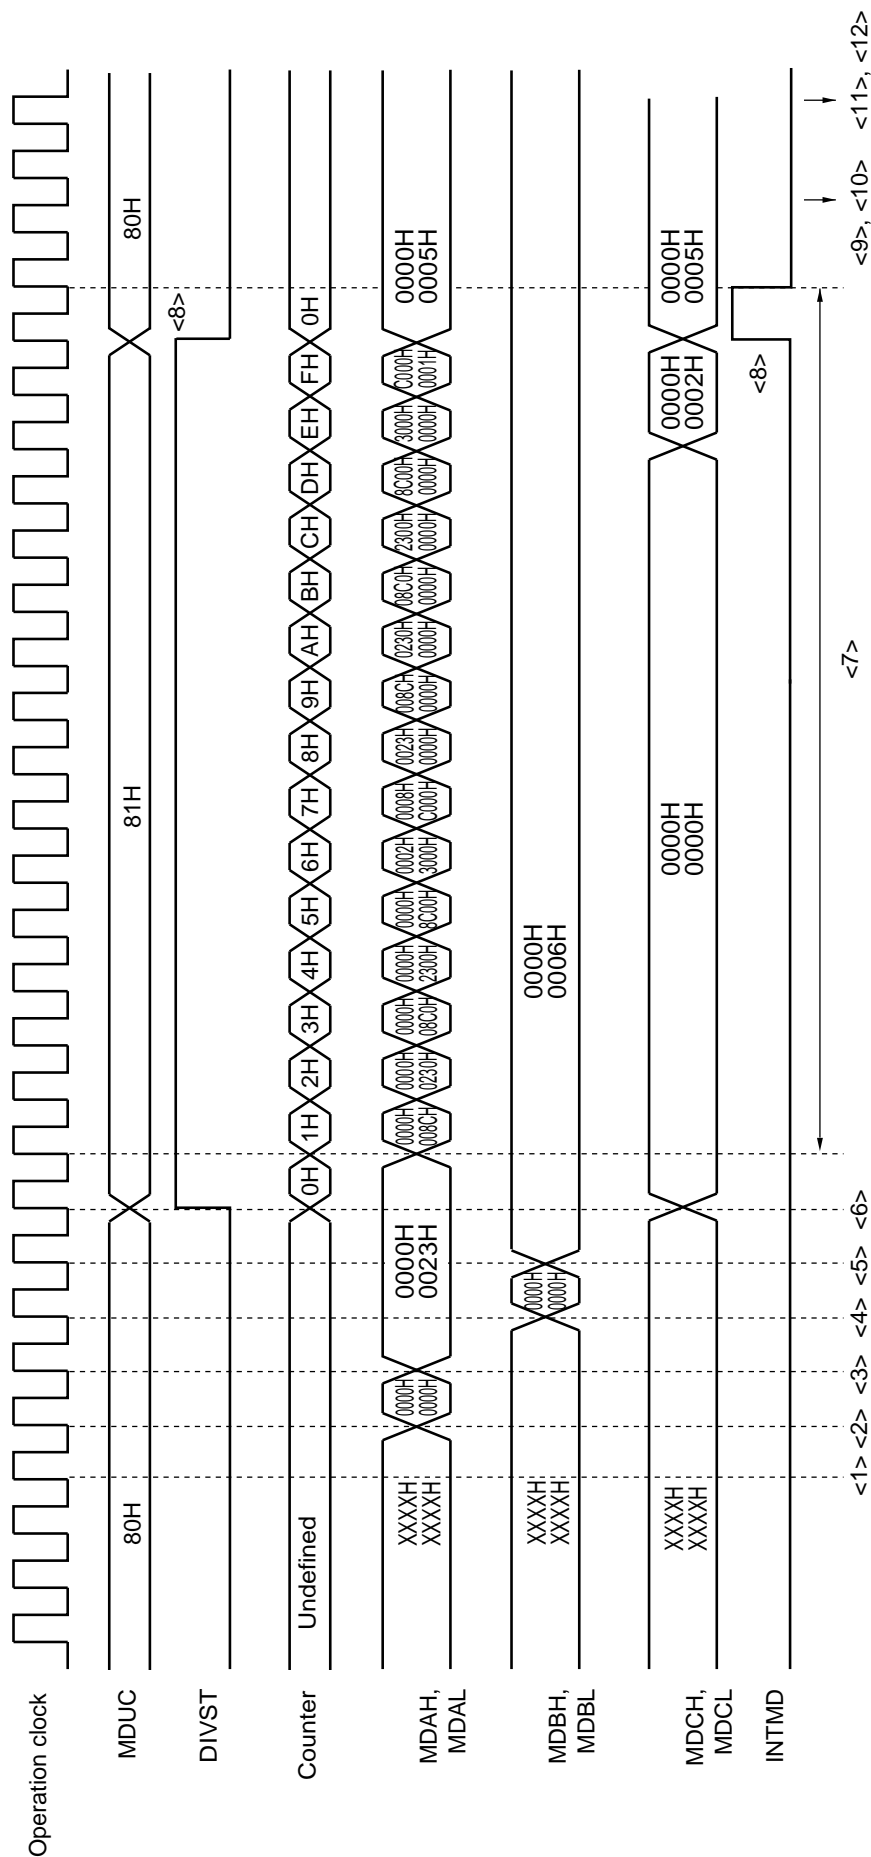 Operation clock
MDUC
80H
81H
80H
DIVST
<8>
Counter
Undefined
0H
1H
2H
3H
4H
5H
6H
7H
8H
9H
AH
BH
CH
DH
EH
FH
0H
MDAH,
MDAL
XXXXH
XXXXH
0000H
0000H
0000H
0023H
0000H
008CH
0000H
0230H
0000H
08C0H
0000H
2300H
0000H
8C00H
0002H
3000H
0008H
C000H
0023H
0000H
008CH
0000H
0230H
0000H
08C0H
0000H
2300H
0000H
8C00H
0000H
3000H
0000H
C000H
0001H
0000H
0005H
MDBH,
MDBL
XXXXH
XXXXH
0000H
0000H
0000H
0006H
MDCH,
MDCL
XXXXH
XXXXH
0000H
0000H
0000H
0002H
0000H
0005H
INTMD
<8>
<1> <2> <3> <4> <5> <6> <7> <9>, <10> <11>, <12>